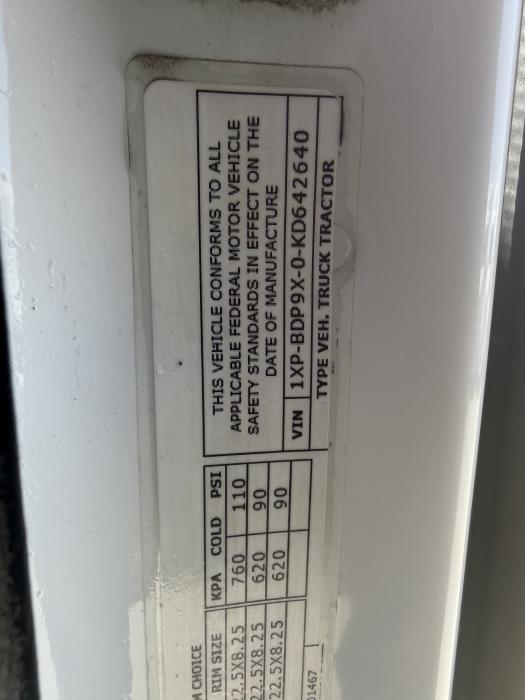 M CHOICE
RIM SIZE KPA COLD PSI
22.5X8.25 760 110
22.5X8.25 620 90
22.5X8.25 620 90
01467
THIS VEHICLE CONFORMS TO ALL
APPLICABLE FEDERAL MOTOR VEHICLE
SAFETY STANDARDS IN EFFECT ON THE
DATE OF MANUFACTURE
VIN 1XP-BDP9X-0-KD642640
TYPE VEH. TRUCK TRACTOR